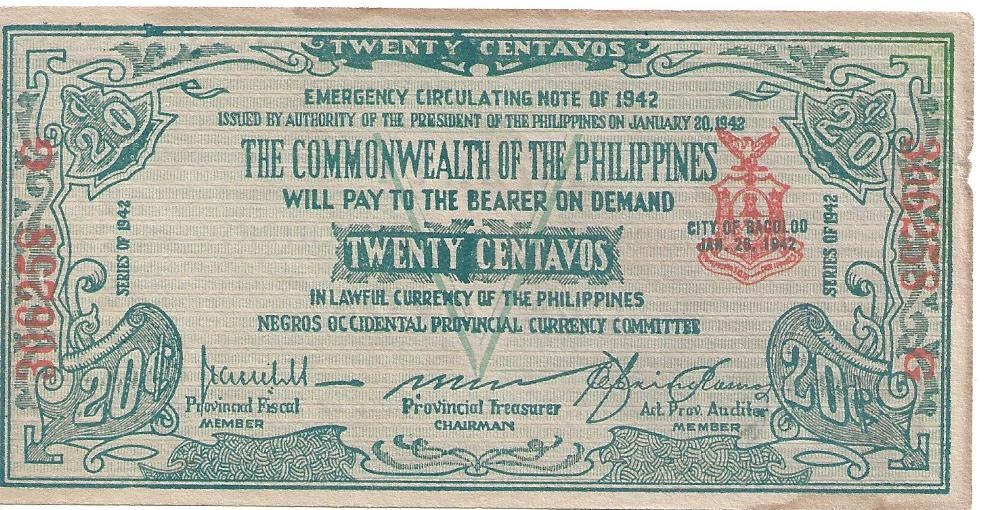 TWENTY CENTAVOS
20
20
EMERGENCY CIRCULATING NOTE OF 1942
ISSUED BY AUTHORITY OF THE PRESIDENT OF THE PHILIPPINES ON JANUARY 20, 1942
THE COMMONWEALTH OF THE PHILIPPINES
WILL PAY TO THE BEARER ON DEMAND
TWENTY CENTAVOS
CITY OF BACOLOD
JAN. 26, 1942
IN LAWFUL CURRENCY OF THE PHILIPPINES
NEGROS OCCIDENTAL PROVINCIAL CURRENCY COMMITTEE
SERIES OF 1942
SERIES OF 1942
306258 C
306258 C
20¢
20¢
Provincial Fiscal
MEMBER
Provincial Treasurer
CHAIRMAN
Act. Prov. Auditor
MEMBER
V